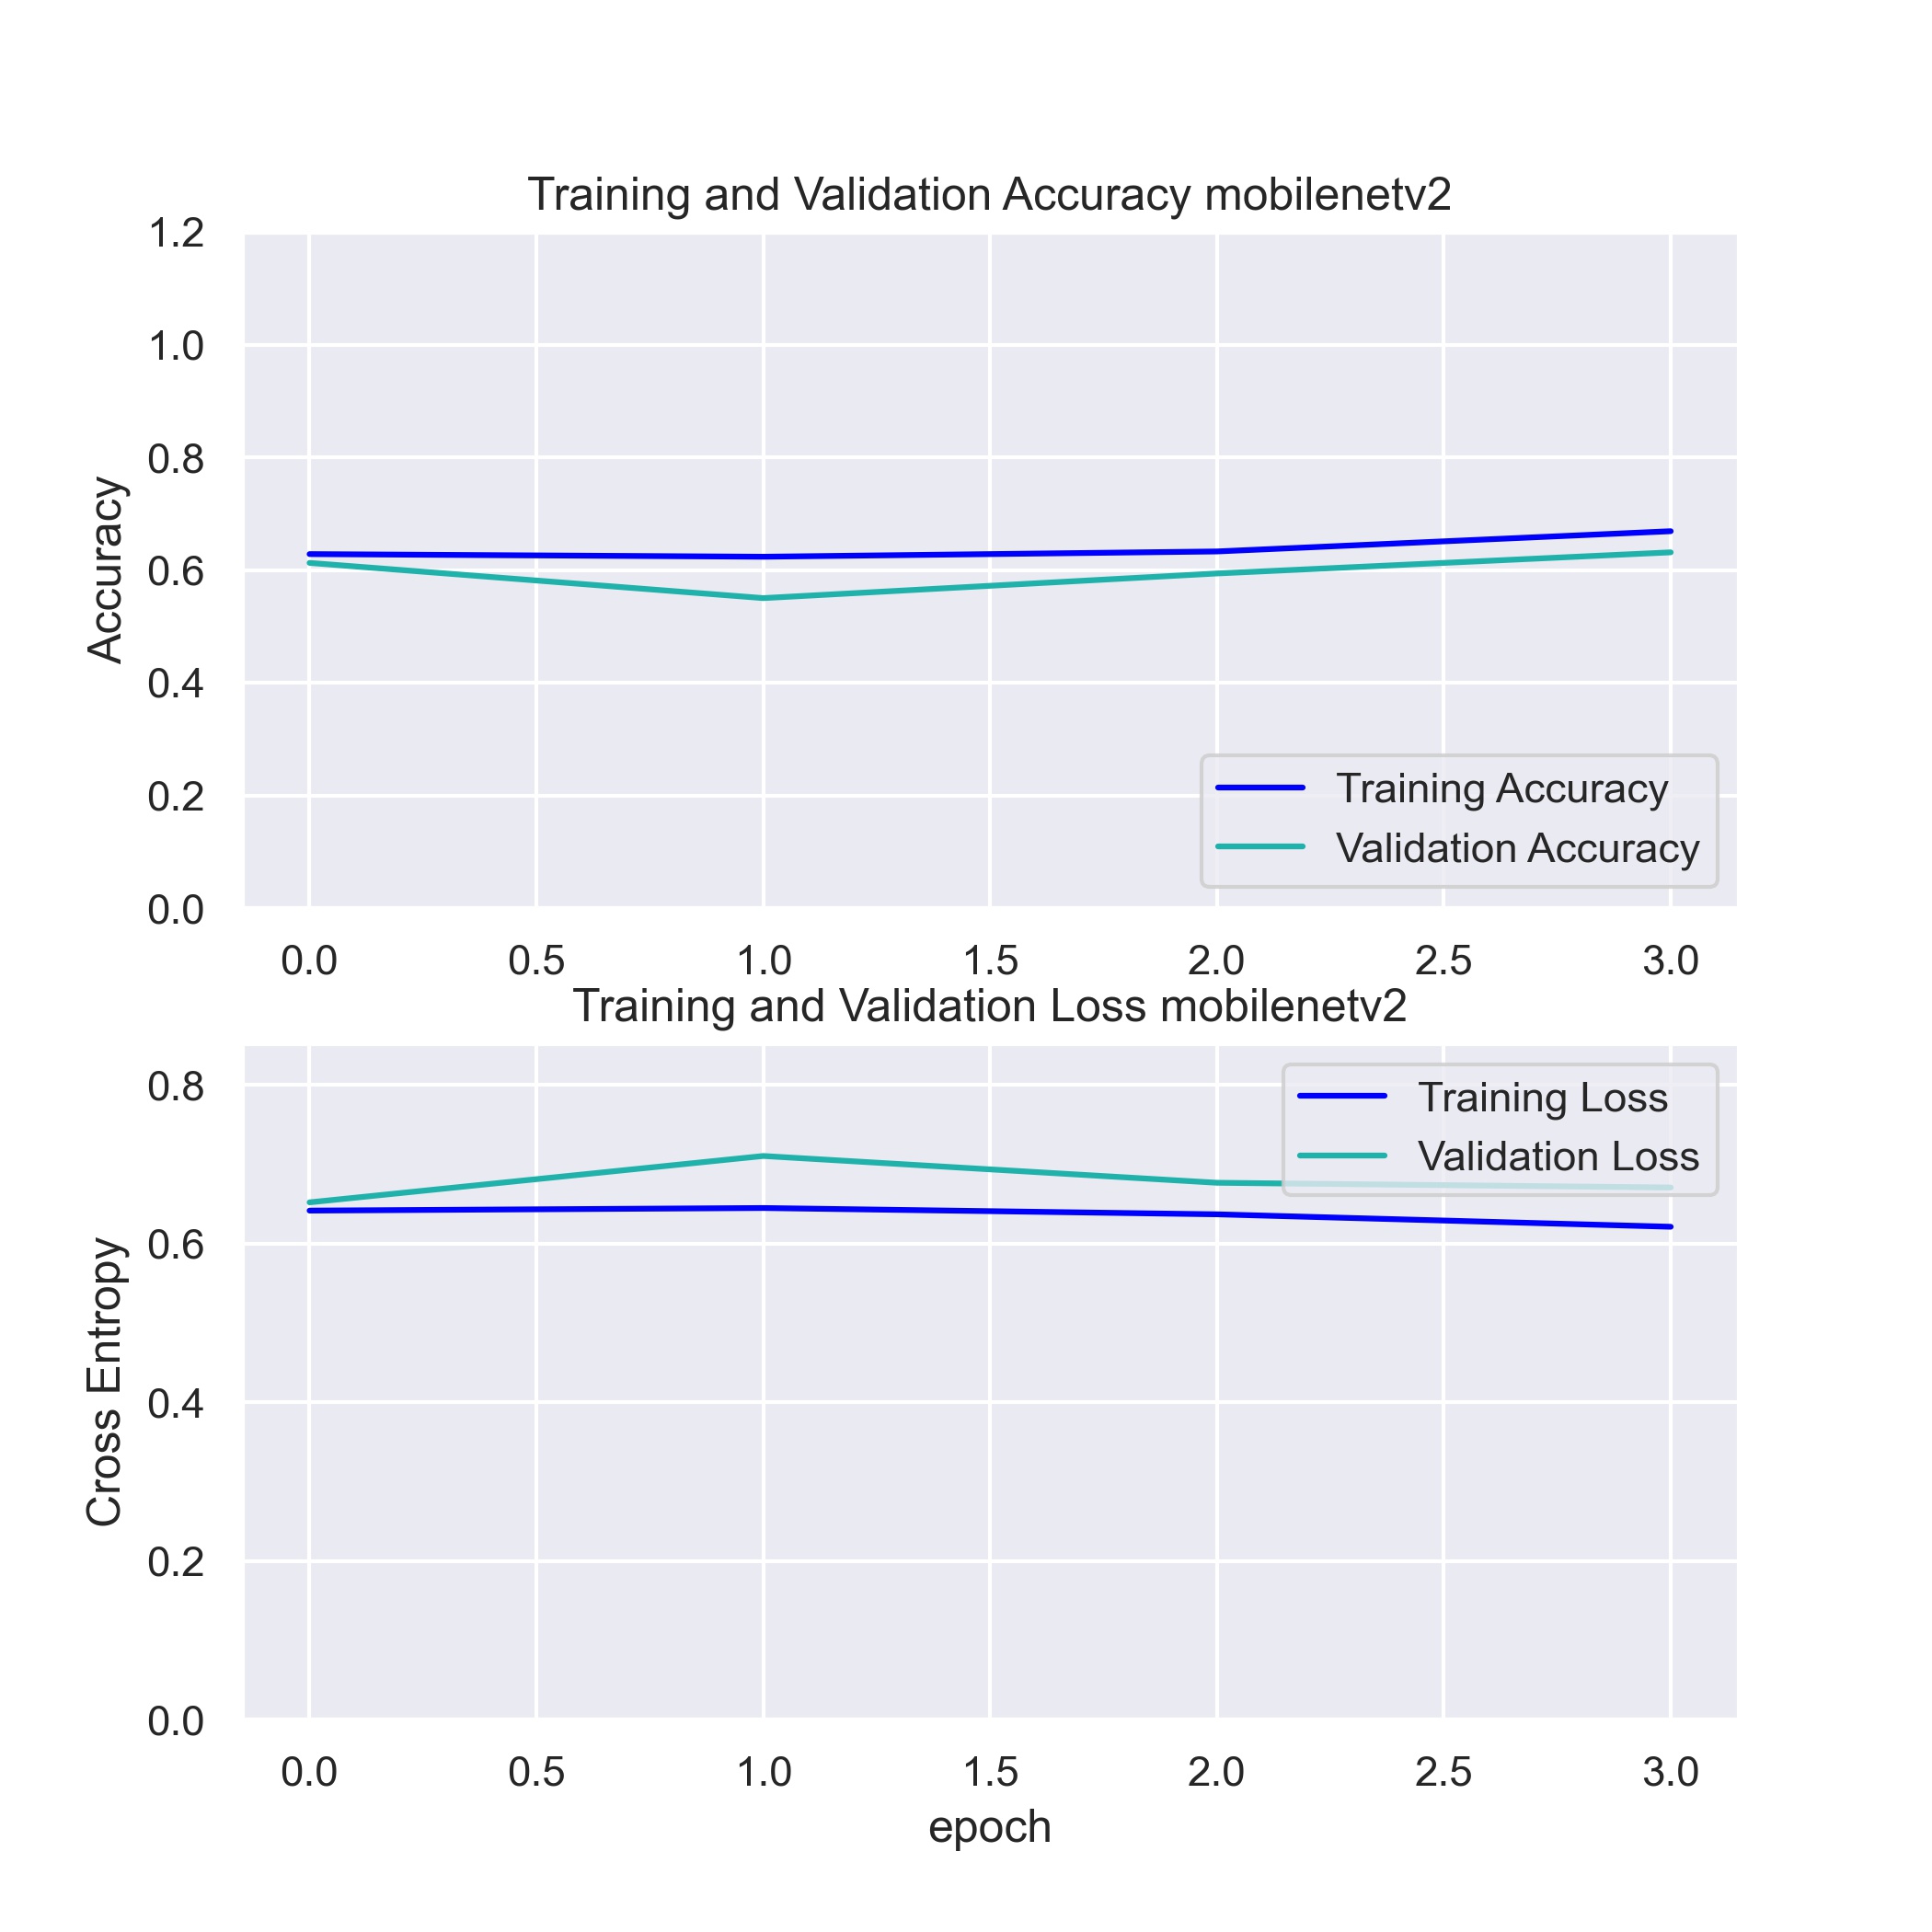 Training and Validation Accuracy mobilenetv2
1.2
1.0
0.8
0.6
0.4
0.2
0.0
Accuracy
Training Accuracy
Validation Accuracy
0.0 0.5 1.0 1.5 2.0 2.5 3.0
Training and Validation Loss mobilenetv2
0.8
0.6
0.4
0.2
0.0
Cross Entropy
Training Loss
Validation Loss
0.0 0.5 1.0 1.5 2.0 2.5 3.0
epoch